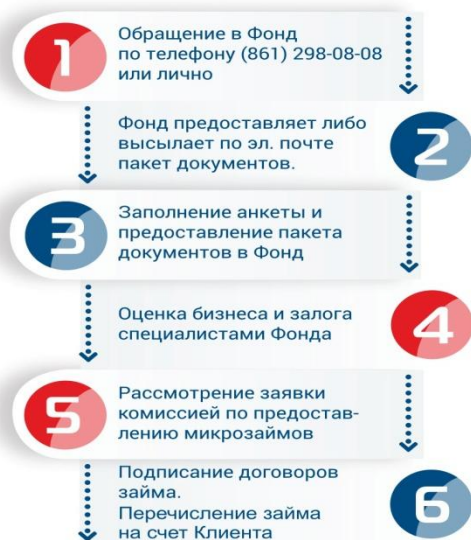 1
Обращение в Фонд
по телефону (861) 298-08-08
или лично
Фонд предоставляет либо
высылает по эл. почте
пакет документов.
2
3
Заполнение анкеты и
предоставление пакета
документов в Фонд
Оценка бизнеса и залога
специалистами Фонда
4
5
Рассмотрение заявки
комиссией по предостав-
лению микрозаймов
Подписание договоров
займа.
Перечисление займа
на счет Клиента
6